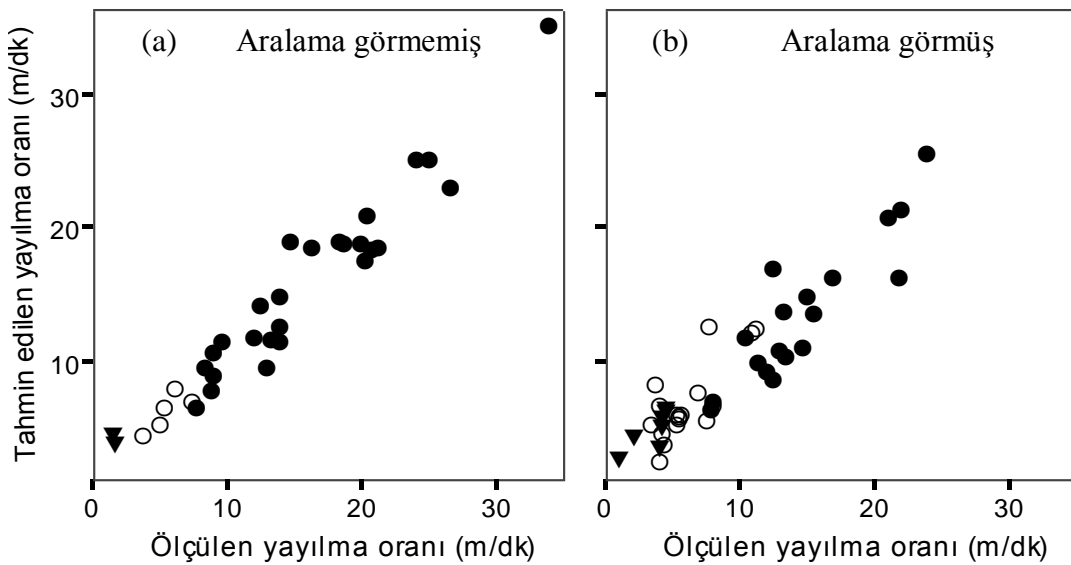 (a) Aralama görmemiş
(b) Aralama görmüş
Tahmin edilen yayılma oranı (m/dk)
30
20
10
0 10 20 30
0 10 20 30
Ölçülen yayılma oranı (m/dk)
Ölçülen yayılma oranı (m/dk)